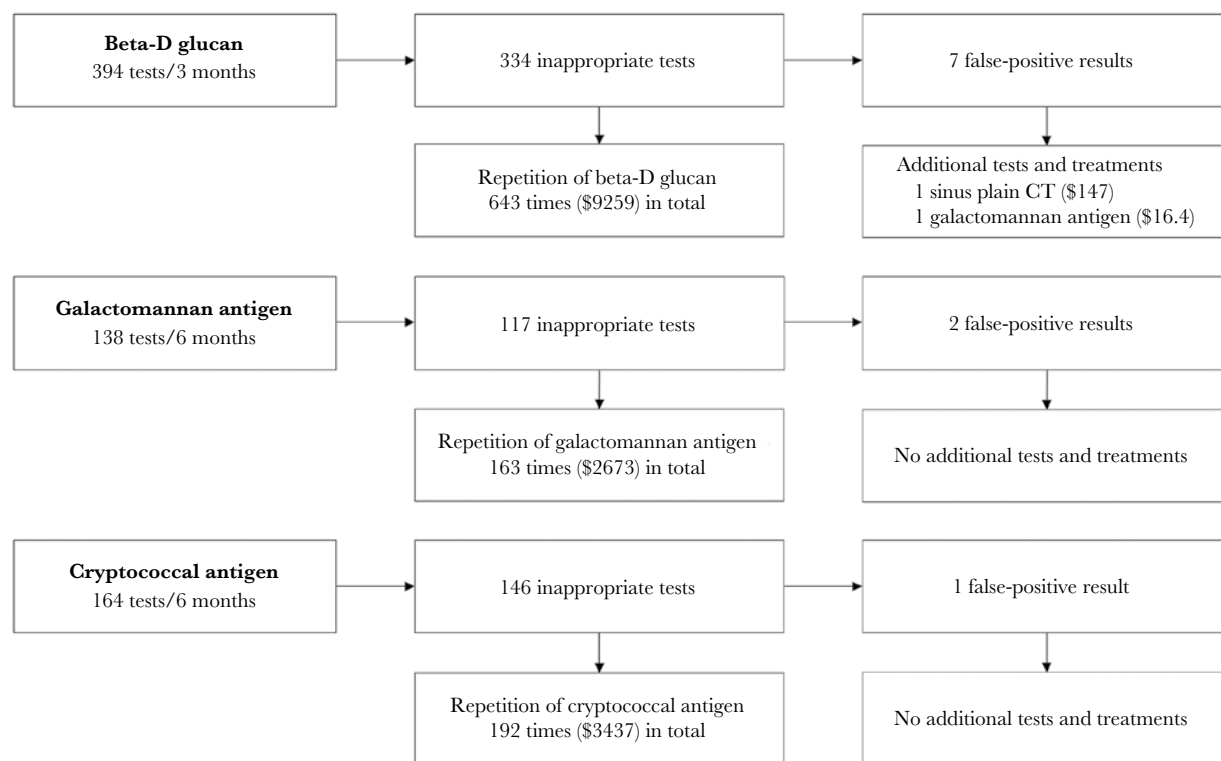 Beta-D glucan
394 tests/3 months
334 inappropriate tests
7 false-positive results
Repetition of beta-D glucan
643 times ($9259) in total
Additional tests and treatments
1 sinus plain CT ($147)
1 galactomannan antigen ($16.4)
Galactomannan antigen
138 tests/6 months
117 inappropriate tests
2 false-positive results
Repetition of galactomannan antigen
163 times ($2673) in total
No additional tests and treatments
Cryptococcal antigen
164 tests/6 months
146 inappropriate tests
1 false-positive result
Repetition of cryptococcal antigen
192 times ($3437) in total
No additional tests and treatments